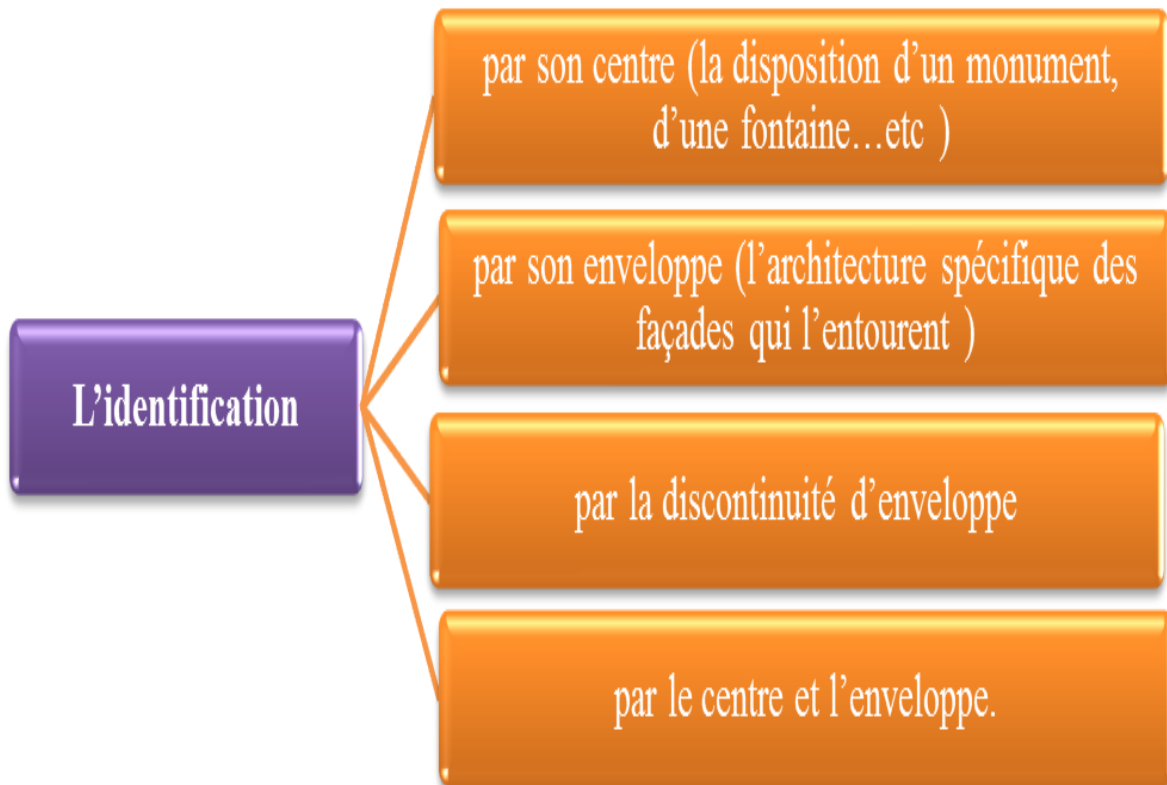 par son centre (la disposition d’un monument,
d’une fontaine…etc )
par son enveloppe (l’architecture spécifique des
façades qui l’entourent )
L’identification
par la discontinuité d’enveloppe
par le centre et l’enveloppe.